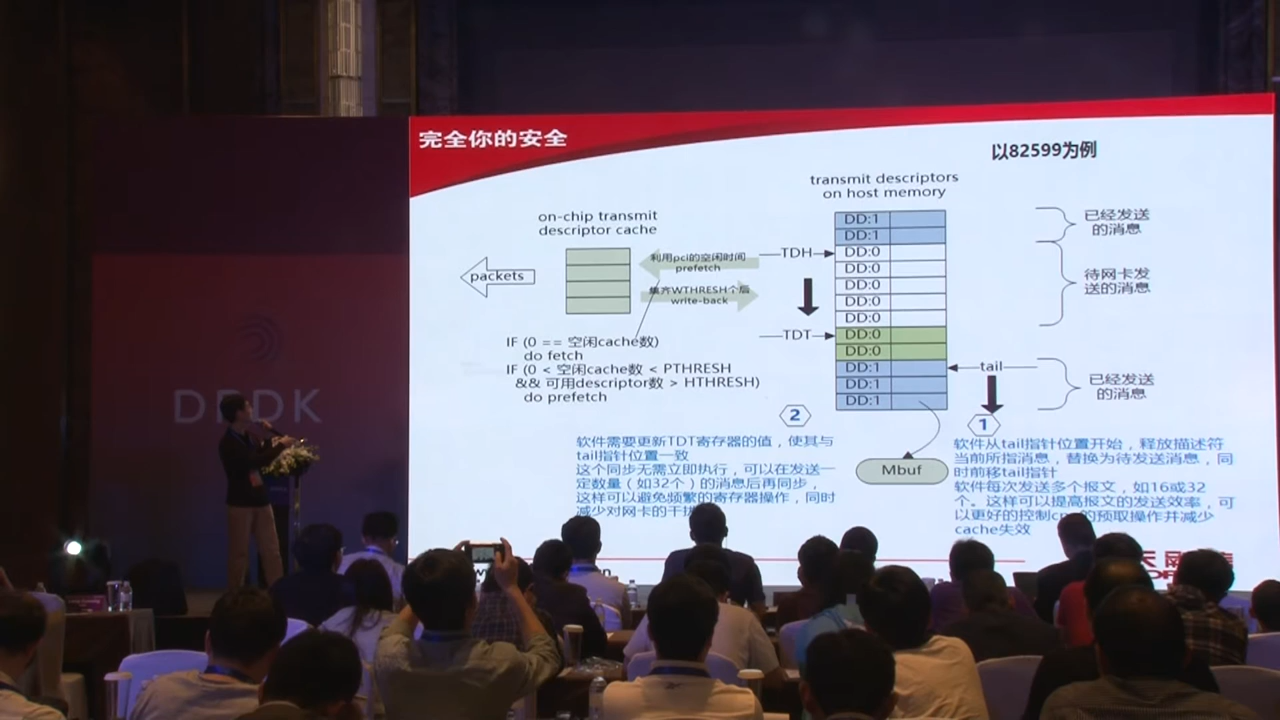 完全你的安全
以82599为例
transmit descriptors
on host memory
on-chip transmit
descriptor cache
DD:1
DD:1
DD:0
DD:0
DD:0
DD:0
DD:0
DD:0
DD:0
DD:1
DD:1
DD:1
已经发送
的消息
待网卡发
送的消息
已经发送
的消息
packets
利用pci的空闲时间
prefetch
集齐WTHRESH个后
write-back
TDH
TDT
tail
IF (0 == 空闲cache数)
do fetch
IF (0 < 空闲cache数 < PTHRESH
&& 可用descriptor数 > HTHRESH)
do prefetch
2
软件需要更新TDT寄存器的值，使其与
tail指针位置一致
这个同步无需立即执行，可以在发送一
定数量（如32个）的消息后再同步，
这样可以避免频繁的寄存器操作，同时
减少对网卡的干扰
Mbuf
1
软件从tail指针位置开始，释放描述符
当前所指消息，替换为待发送消息，同
时前移tail指针
软件每次发送多个报文，如16或32
个。这样可以提高报文的发送效率，可
以更好的控制 的预取操作并减少
cache失效
DPDK